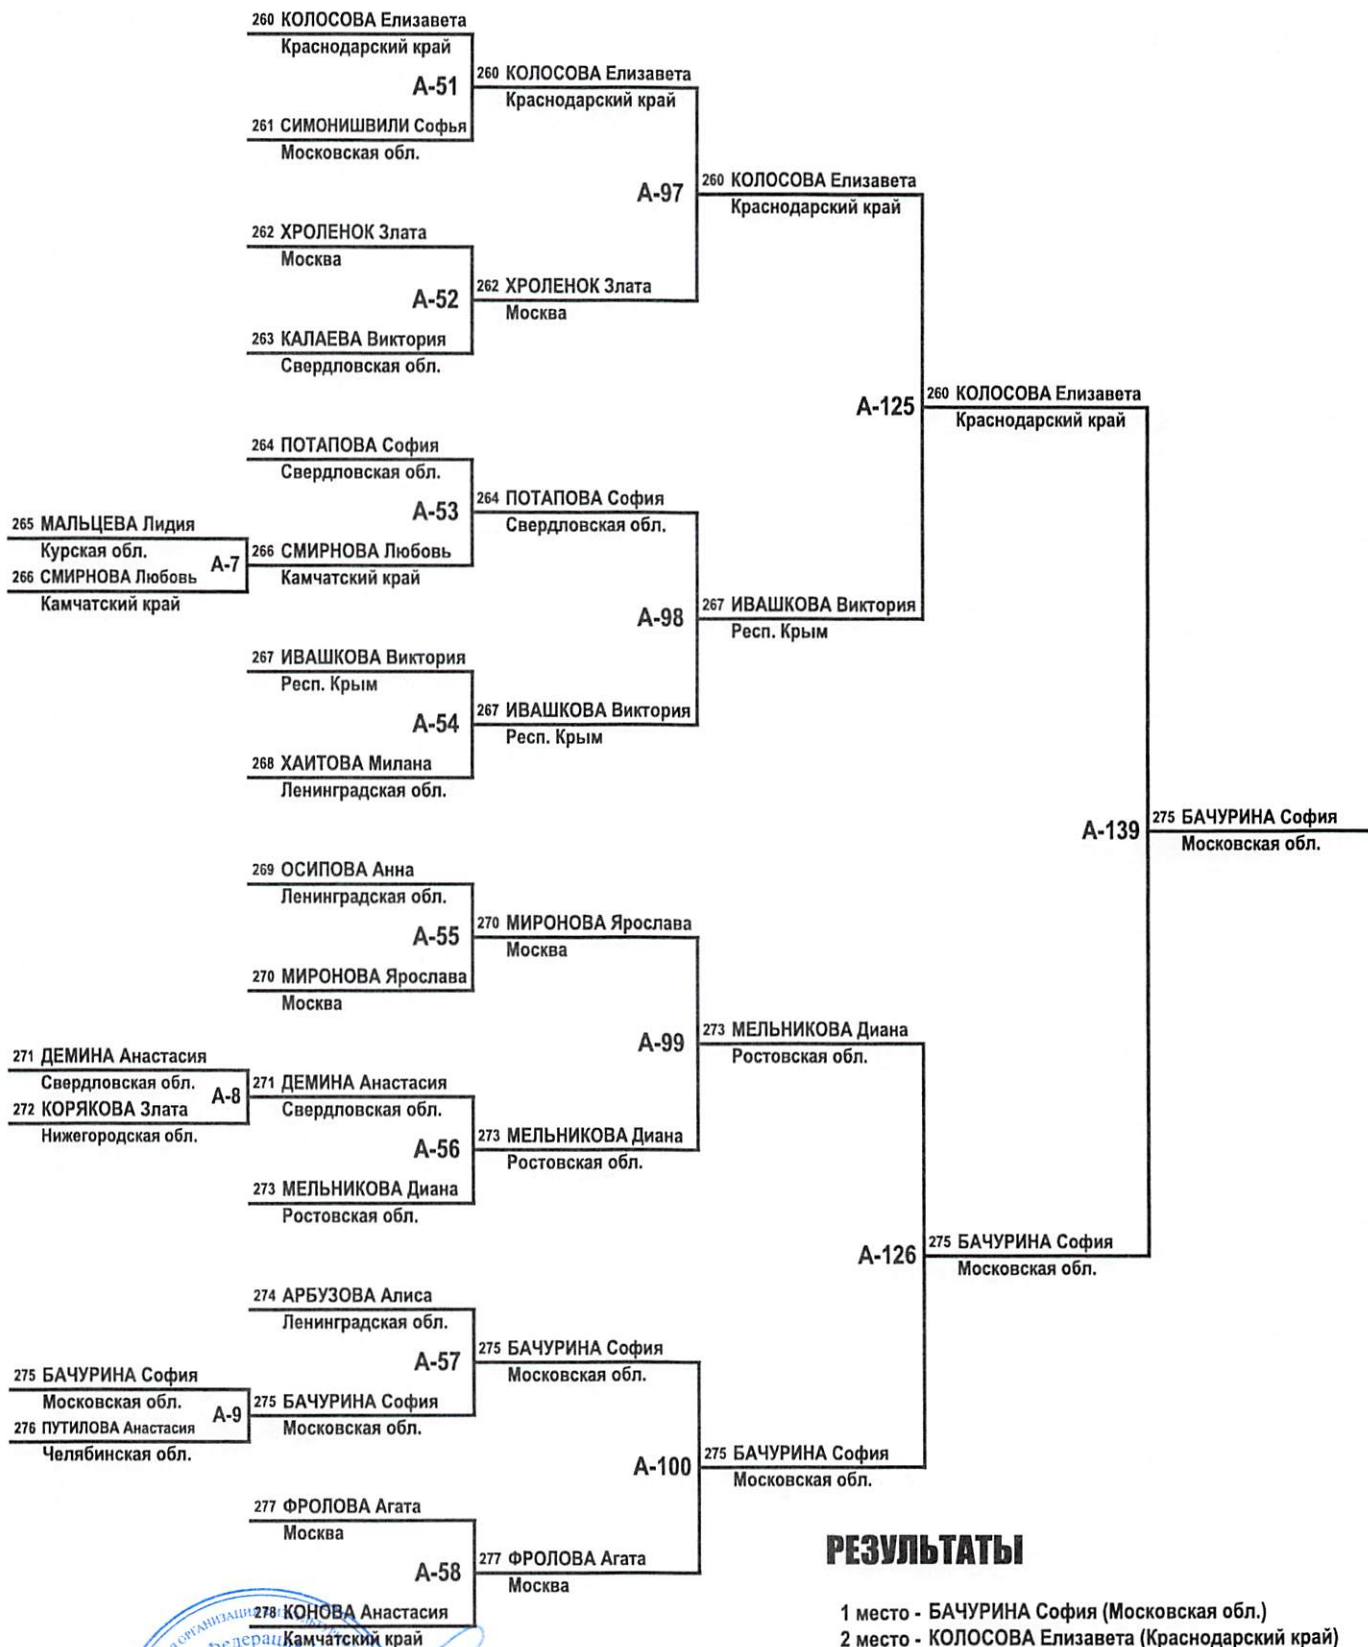 260 КОЛОСОВА Елизавета
Краснодарский край
А-51
260 КОЛОСОВА Елизавета
Краснодарский край
261 СИМОНИШВИЛИ Софья
Московская обл.
А-97
260 КОЛОСОВА Елизавета
Краснодарский край
262 ХРОЛЕНОК Злата
Москва
А-52
262 ХРОЛЕНОК Злата
Москва
263 КАЛАЕВА Виктория
Свердловская обл.
А-125
260 КОЛОСОВА Елизавета
Краснодарский край
264 ПОТАПОВА София
Свердловская обл.
А-53
264 ПОТАПОВА София
Свердловская обл.
265 МАЛЬЦЕВА Лидия
Курская обл.
А-7
266 СМИРНОВА Любовь
Камчатский край
266 СМИРНОВА Любовь
Камчатский край
А-98
267 ИВАШКОВА Виктория
Респ. Крым
267 ИВАШКОВА Виктория
Респ. Крым
А-54
267 ИВАШКОВА Виктория
Респ. Крым
268 ХАИТОВА Милана
Ленинградская обл.
А-139
275 БАЧУРИНА София
Московская обл.
269 ОСИПОВА Анна
Ленинградская обл.
А-55
270 МИРОНОВА Ярослава
Москва
270 МИРОНОВА Ярослава
Москва
А-99
273 МЕЛЬНИКОВА Диана
Ростовская обл.
271 ДЕМИНА Анастасия
Свердловская обл.
А-8
271 ДЕМИНА Анастасия
Свердловская обл.
272 КОРЯКОВА Злата
Нижегородская обл.
А-56
273 МЕЛЬНИКОВА Диана
Ростовская обл.
273 МЕЛЬНИКОВА Диана
Ростовская обл.
А-126
275 БАЧУРИНА София
Московская обл.
274 АРБУЗОВА Алиса
Ленинградская обл.
А-57
275 БАЧУРИНА София
Московская обл.
275 БАЧУРИНА София
Московская обл.
А-9
275 БАЧУРИНА София
Московская обл.
276 ПУТИЛОВА Анастасия
Челябинская обл.
А-100
275 БАЧУРИНА София
Московская обл.
277 ФРОЛОВА Агата
Москва
А-58
277 ФРОЛОВА Агата
Москва
278 КОНОВА Анастасия
Камчатский край
РЕЗУЛЬТАТЫ
1 место - БАЧУРИНА София (Московская обл.)
2 место - КОЛОСОВА Елизавета (Краснодарский край)